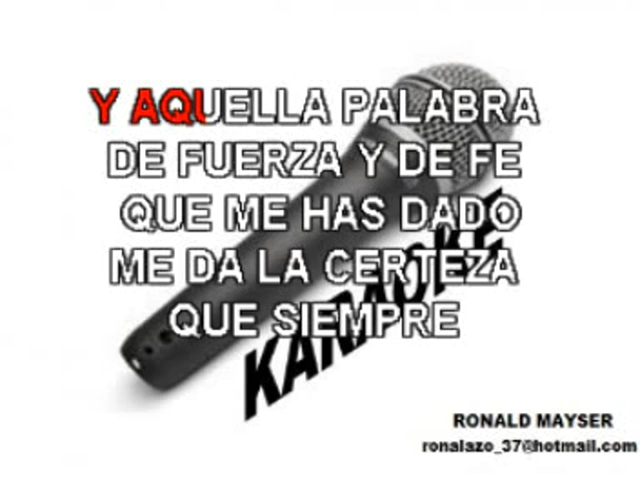 Y AQUELLA PALABRA
DE FUERZA Y DE FE
QUE ME HAS DADO
ME DA LA CERTEZA
QUE SIEMPRE
KARAOKE
RONALD MAYSER
ronalazo_37@hotmail.com